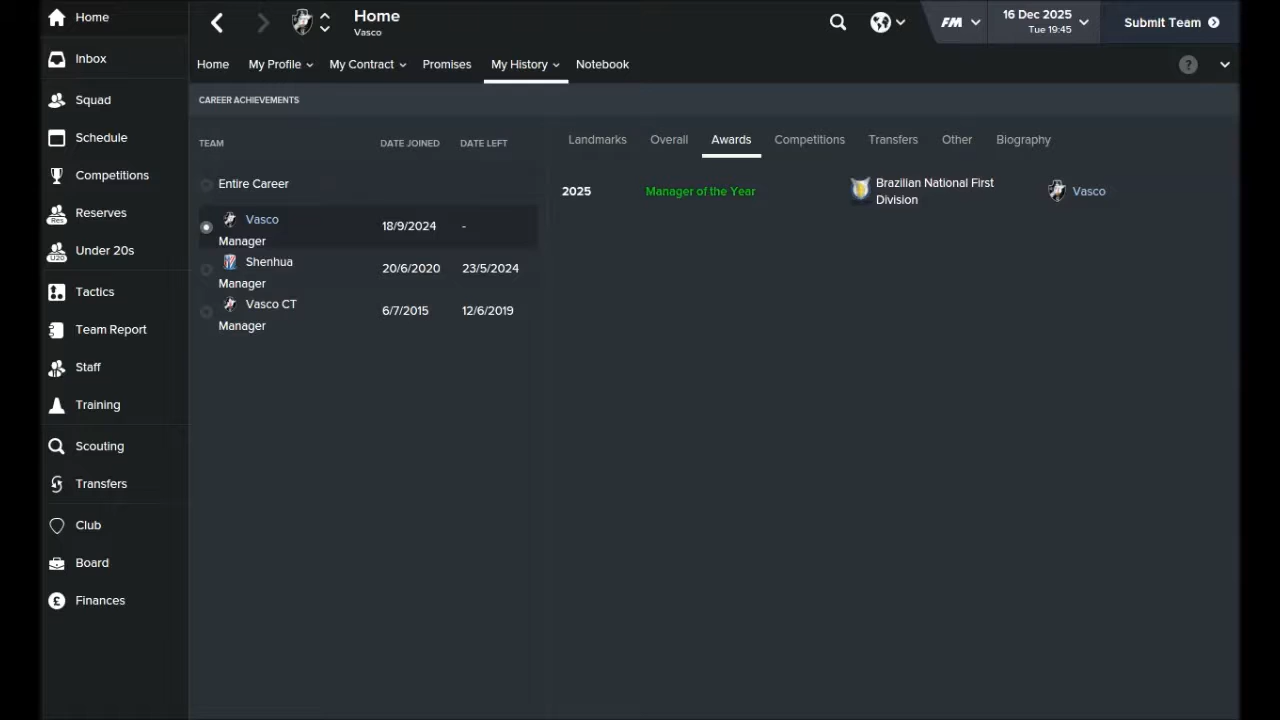 Home
Inbox
Squad
Schedule
Competitions
Reserves
Res
Under 20s
U20
Tactics
Team Report
Staff
Training
Scouting
Transfers
Club
Board
Finances
Home
Vasco
FM
16 Dec 2025
Tue 19:45
Submit Team
Home
My Profile
My Contract
Promises
My History
Notebook
?
CAREER ACHIEVEMENTS
TEAM DATE JOINED DATE LEFT
Entire Career
Vasco
Manager
18/9/2024 -
Shenhua
Manager
20/6/2020 23/5/2024
Vasco CT
Manager
6/7/2015 12/6/2019
Landmarks
Overall
Awards
Competitions
Transfers
Other
Biography
2025
Manager of the Year
Brazilian National First
Division
Vasco